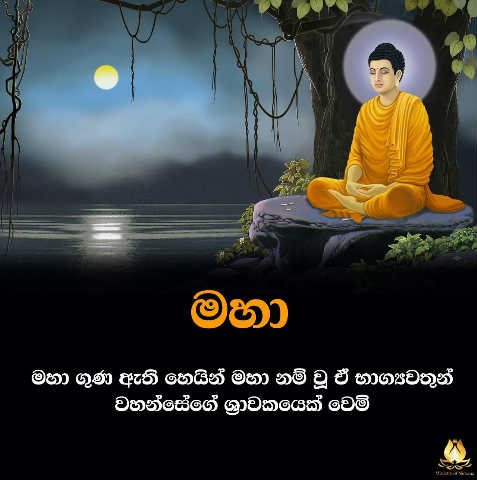 මහා
මහා ගුණ ඇති හෙයින් මහා නම් වූ ඒ භාග්‍යවතුන්
වහන්සේගේ ශ්‍රාවකයෙක් වෙමි